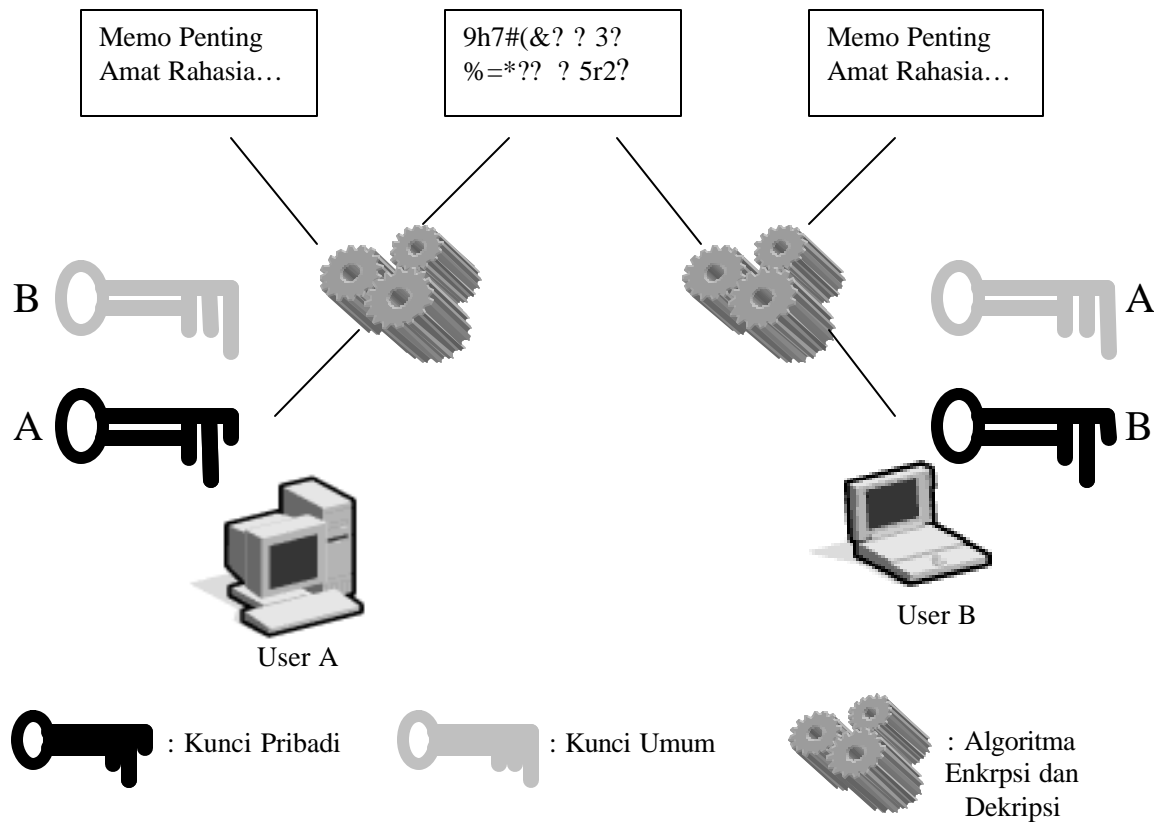 Memo Penting
Amat Rahasia…
9h7#(&? ? 3?
%=*?? ? 5r2?
Memo Penting
Amat Rahasia…
B
A
A
B
User A
User B
: Kunci Pribadi
: Kunci Umum
: Algoritma
Enkrpsi dan
Dekripsi